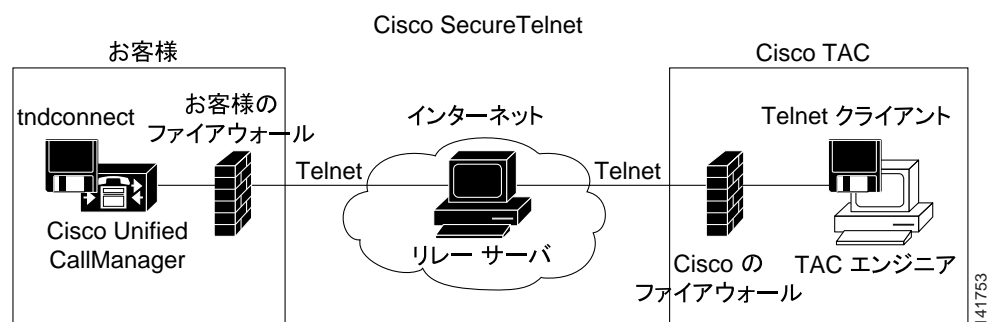 Cisco SecureTelnet
お客様
Cisco TAC
tndconnect
お客様の
ファイアウォール
インターネット
Telnet クライアント
Telnet
Telnet
Cisco Unified
CallManager
リレー サーバ
Cisco の
ファイアウォール
TAC エンジニア
141753